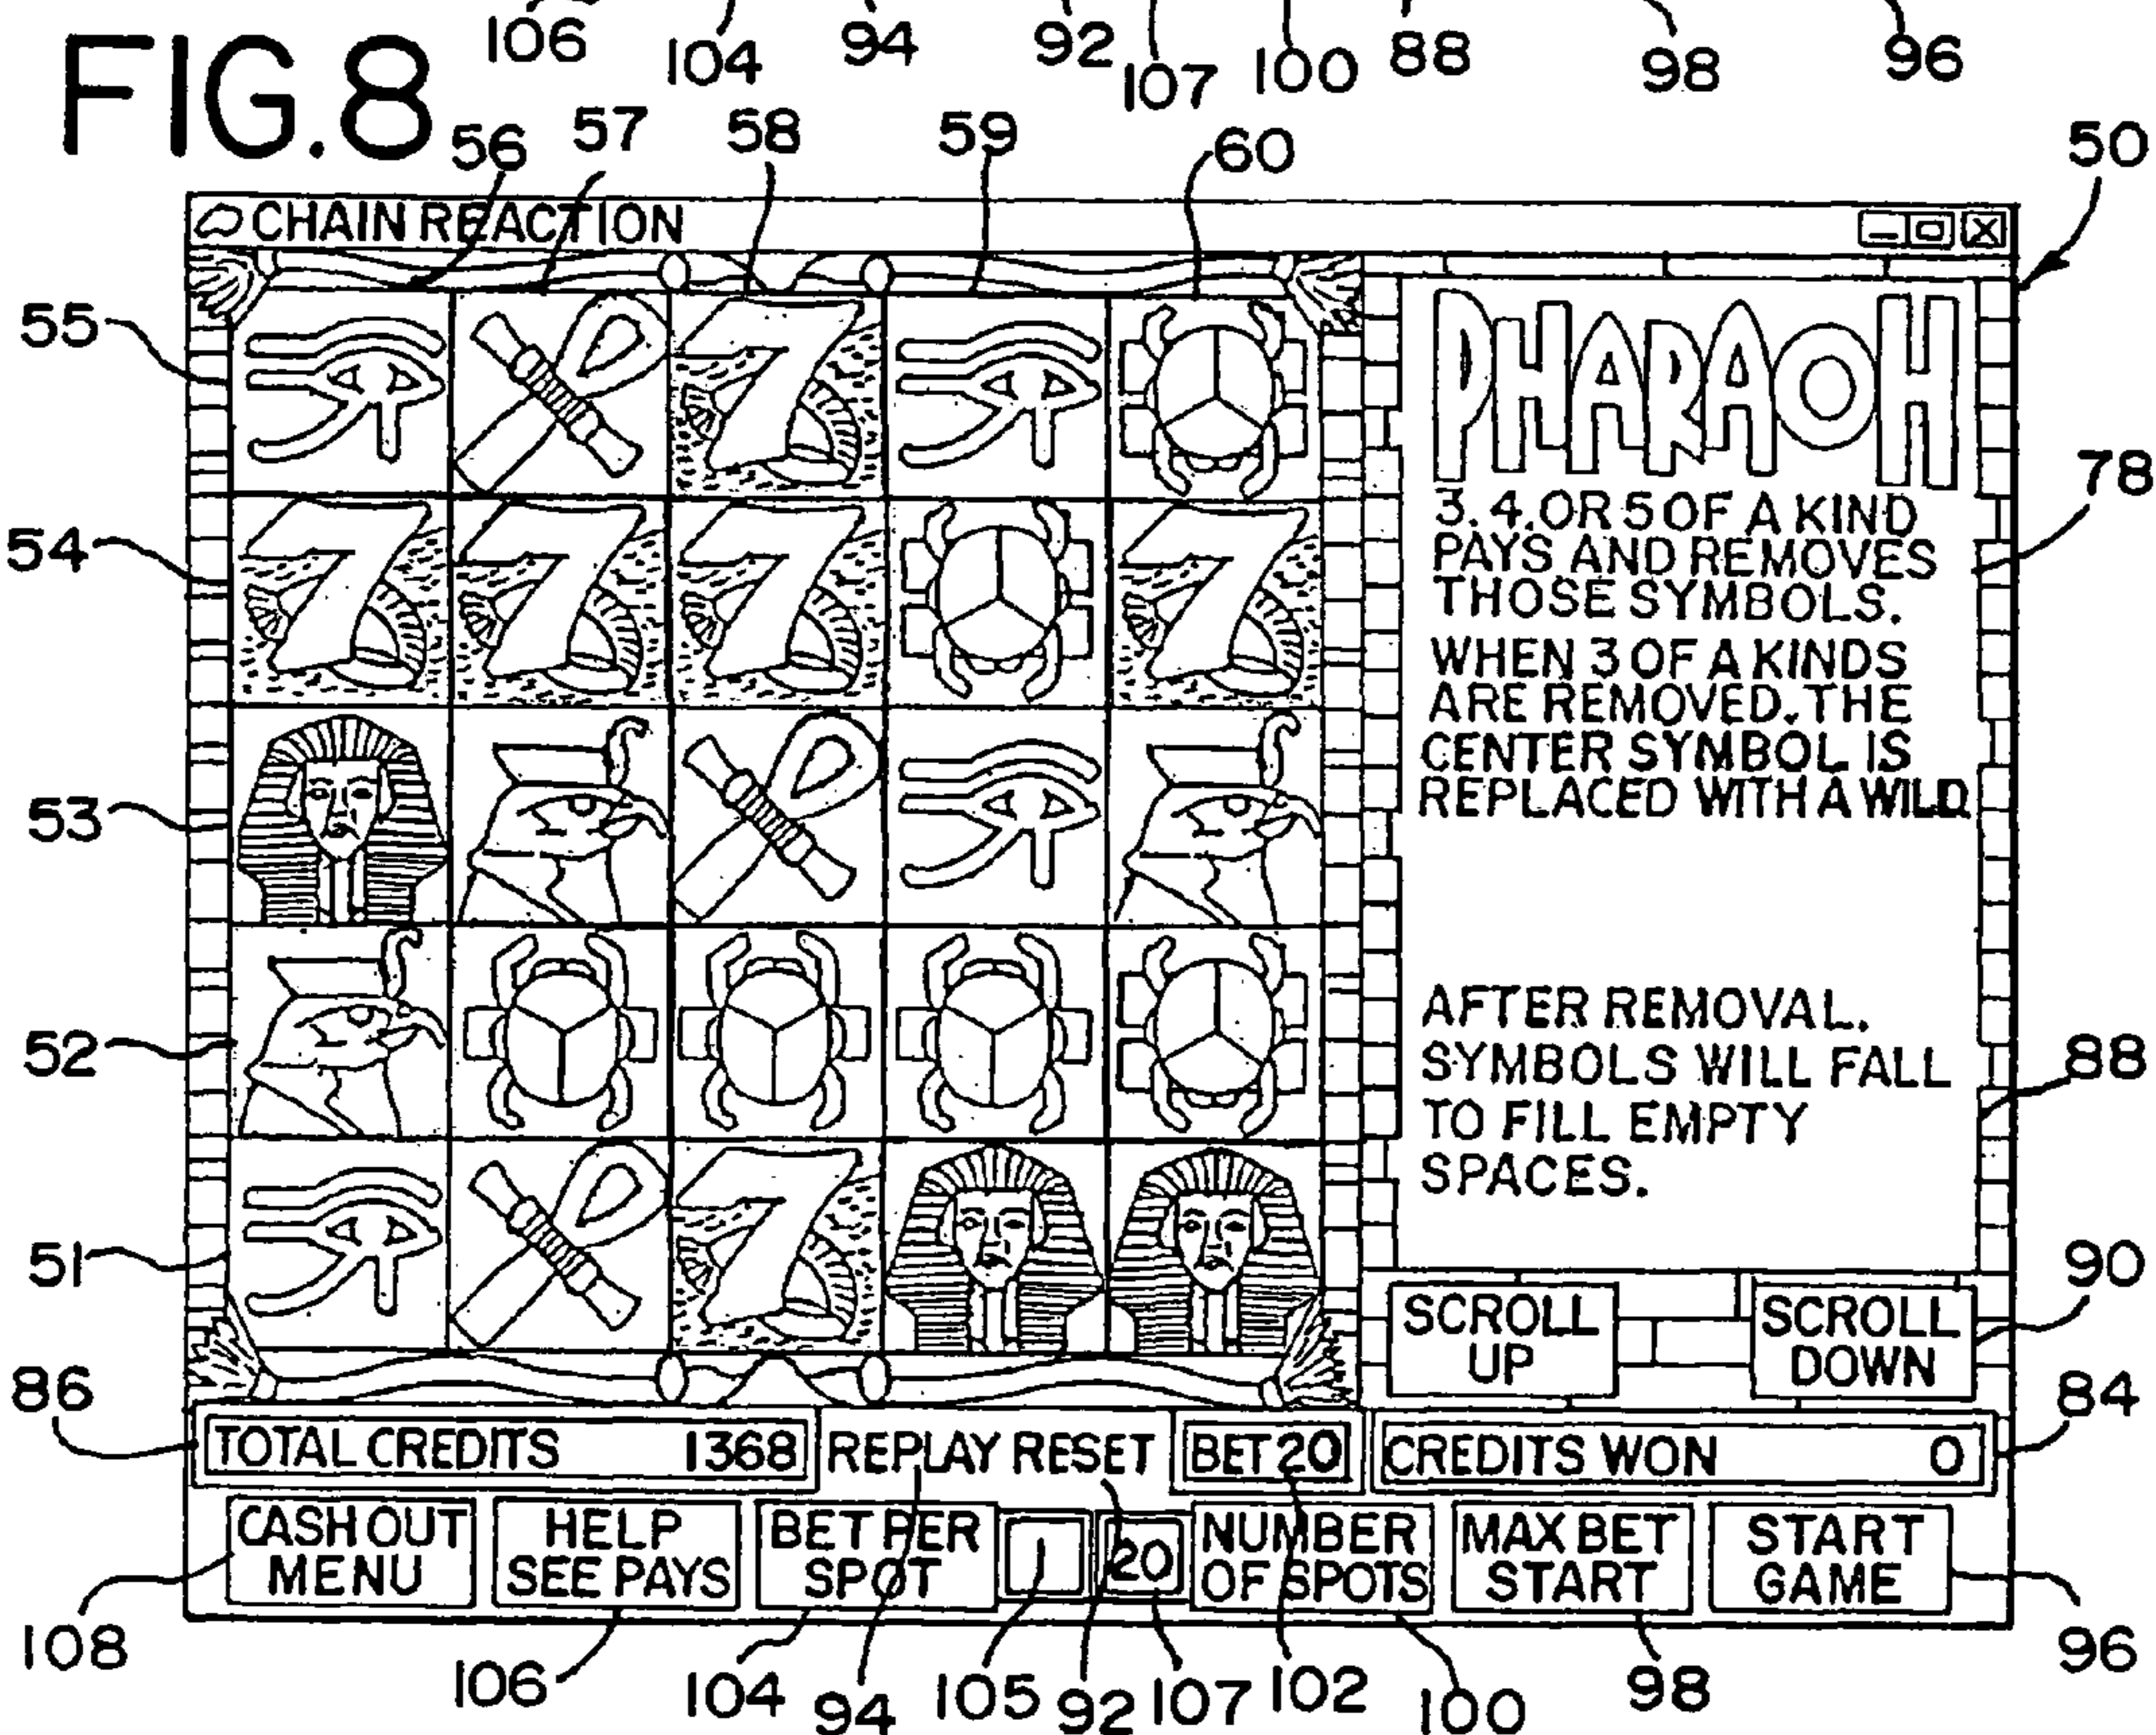 106 104 94 92 107 100 88 98 96
FIG.8
56 57 58 59 60 50
CHAIN REACTION
55
PHARAOH
78
3.4.OR 5 OF A KIND
PAYS AND REMOVES
THOSE SYMBOLS.
54
WHEN 3 OF A KINDS
ARE REMOVED, THE
CENTER SYMBOL IS
REPLACED WITH A WILD
53
AFTER REMOVAL.
SYMBOLS WILL FALL
TO FILL EMPTY
SPACES.
52
88
51
90
SCROLL
UP
SCROLL
DOWN
86
84
TOTAL CREDITS 1368 REPLAY RESET BET 20 CREDITS WON 0
CASH OUT
MENU
HELP
SEE PAYS
BET PER
SPOT
1
20
NUMBER
OF SPOTS
MAX BET
START
START
GAME
108 106 104 94 105 92 107 102 100 98 96